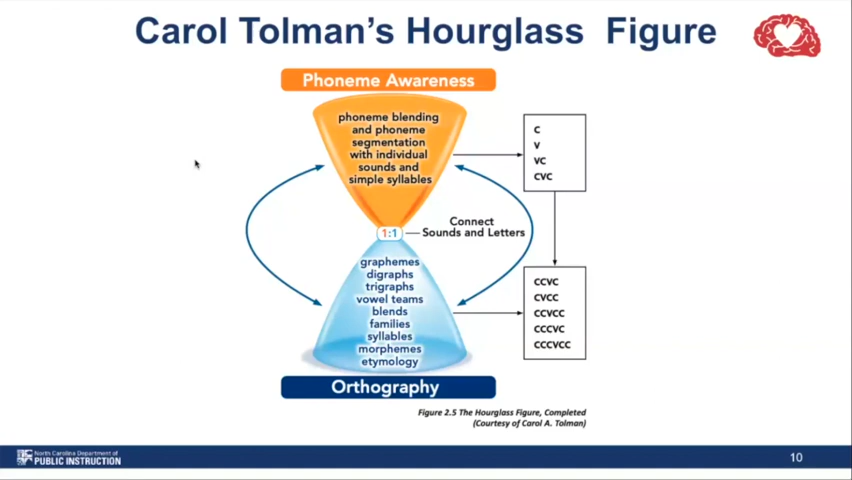 Carol Tolman's Hourglass Figure
Phoneme Awareness
phoneme blending
and phoneme
segmentation
with individual
sounds and
simple syllables
C
V
VC
CVC
Connect
Sounds and Letters
1:1
graphemes
digraphs
trigraphs
vowel teams
blends
families
syllables
morphemes
etymology
CCVC
CVCC
CCVCC
CCCVC
CCCVCC
Orthography
Figure 2.5 The Hourglass Figure, Completed
(Courtesy of Carol A. Tolman)
North Carolina Department of
PUBLIC INSTRUCTION
10